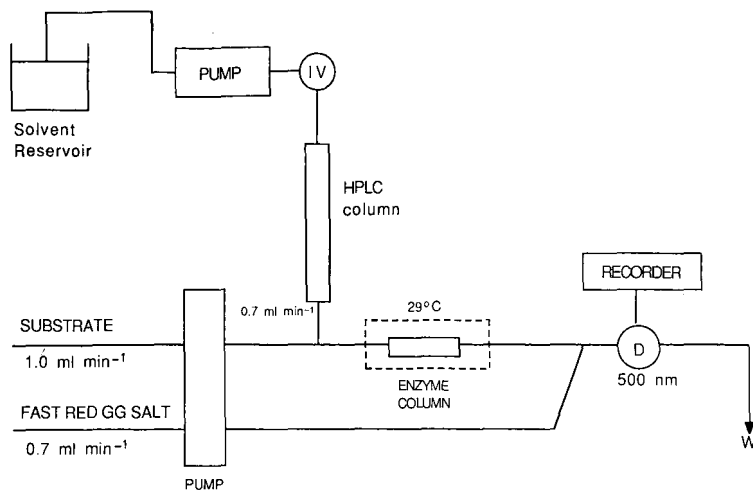 PUMP
IV
Solvent
Reservoir
HPLC
column
RECORDER
0.7 ml min⁻¹
29°C
SUBSTRATE
1.0 ml min⁻¹
D
500 nm
ENZYME
COLUMN
FAST RED GG SALT
0.7 ml min⁻¹
W
PUMP